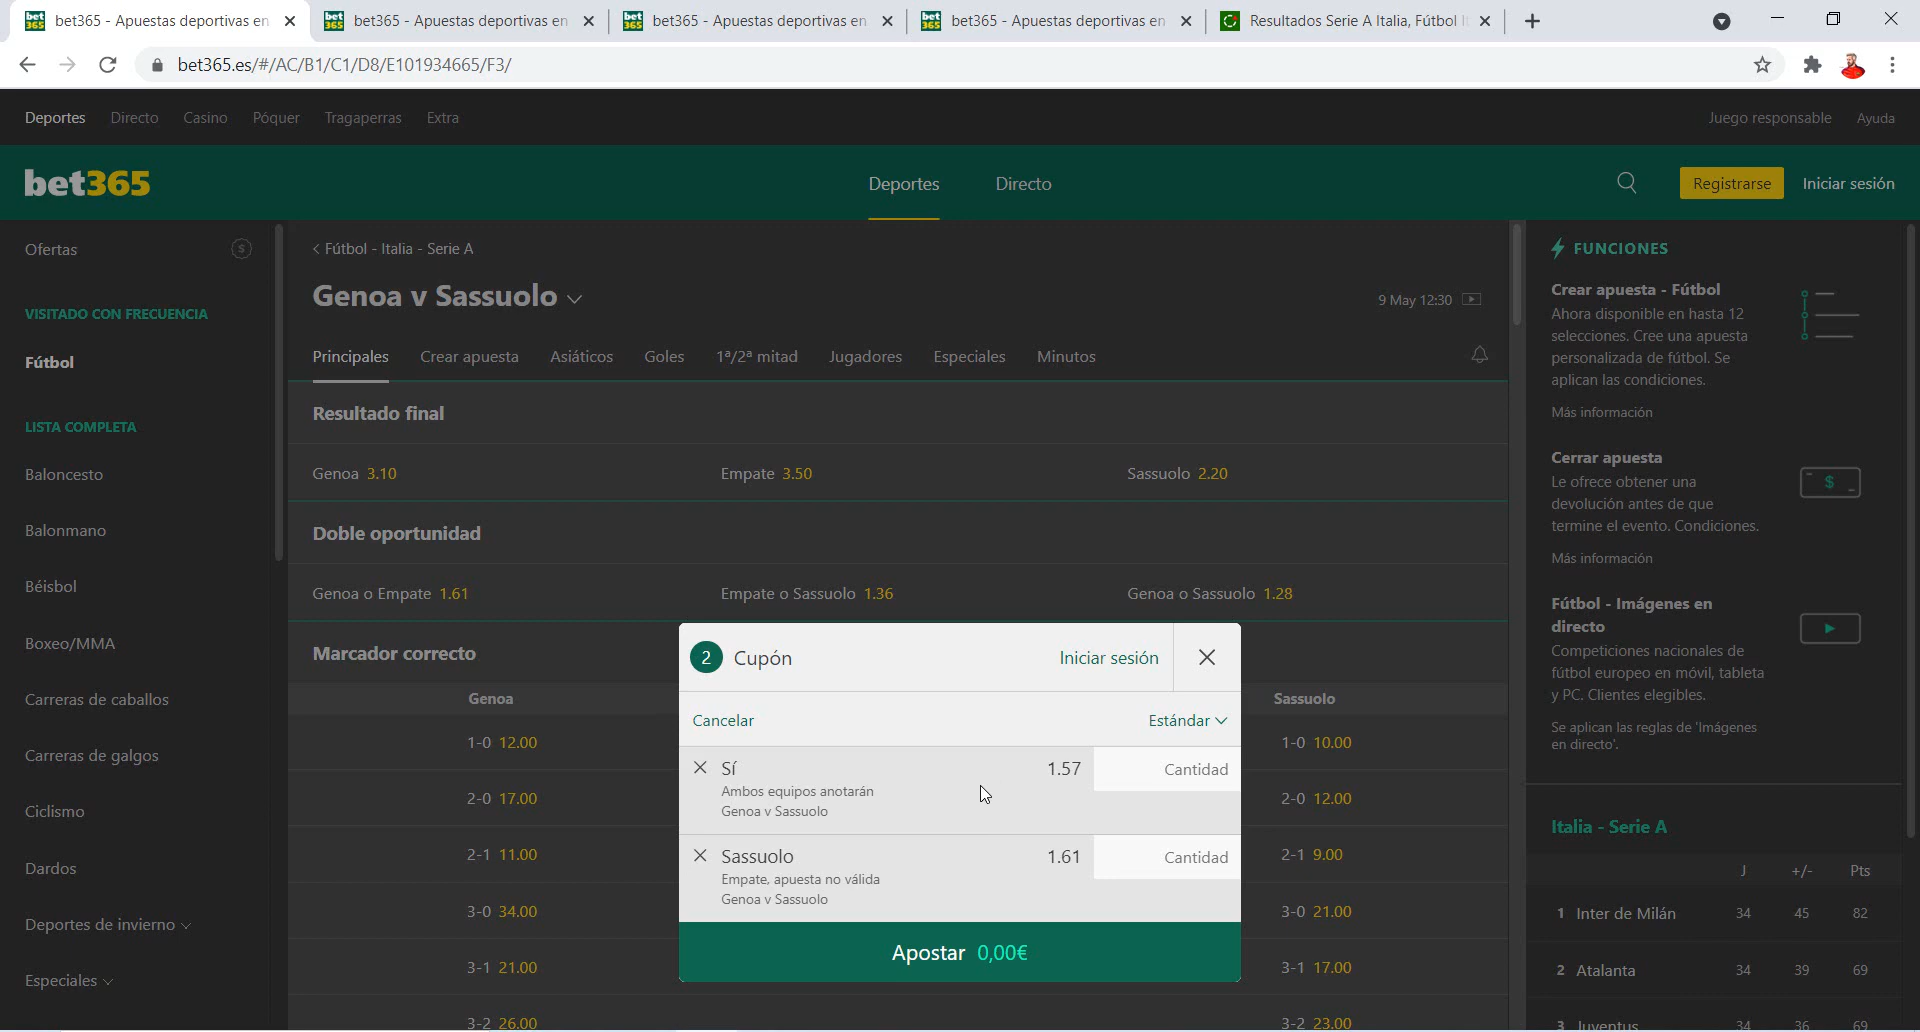 bet365 - Apuestas deportivas en
bet365 - Apuestas deportivas en
bet365 - Apuestas deportivas en
bet365 - Apuestas deportivas en
Resultados Serie A Italia, Fútbol It
bet365.es/#/AC/B1/C1/D8/E101934665/F3/
Deportes Directo Casino Póquer Tragaperras Extra
Juego responsable Ayuda
bet365
Deportes Directo
Registrarse Iniciar sesión
Ofertas
VISITADO CON FRECUENCIA
Fútbol
LISTA COMPLETA
Baloncesto
Balonmano
Béisbol
Boxeo/MMA
Carreras de caballos
Carreras de galgos
Ciclismo
Dardos
Deportes de invierno
Especiales
< Fútbol - Italia - Serie A
Genoa v Sassuolo
9 May 12:30
Principales Crear apuesta Asiáticos Goles 1ª/2ª mitad Jugadores Especiales Minutos
Resultado final
Genoa 3.10 Empate 3.50 Sassuolo 2.20
Doble oportunidad
Genoa o Empate 1.61 Empate o Sassuolo 1.36 Genoa o Sassuolo 1.28
Marcador correcto
Genoa Sassuolo
1-0 12.00 1-0 10.00
2-0 17.00 2-0 12.00
2-1 11.00 2-1 9.00
3-0 34.00 3-0 21.00
3-1 21.00 3-1 17.00
3-2 26.00 3-2 23.00
2 Cupón Iniciar sesión
Cancelar Estándar
Sí 1.57 Cantidad
Ambos equipos anotarán
Genoa v Sassuolo
Sassuolo 1.61 Cantidad
Empate, apuesta no válida
Genoa v Sassuolo
Apostar 0,00€
FUNCIONES
Crear apuesta - Fútbol
Ahora disponible en hasta 12
selecciones. Cree una apuesta
personalizada de fútbol. Se
aplican las condiciones.
Más información
Cerrar apuesta
Le ofrece obtener una
devolución antes de que
termine el evento. Condiciones.
Más información
Fútbol - Imágenes en
directo
Competiciones nacionales de
fútbol europeo en móvil, tableta
y PC. Clientes elegibles.
Se aplican las reglas de 'Imágenes
en directo'.
Italia - Serie A
J +/- Pts
1 Inter de Milán 34 45 82
2 Atalanta 34 39 69
3 Juventus 34 36 69